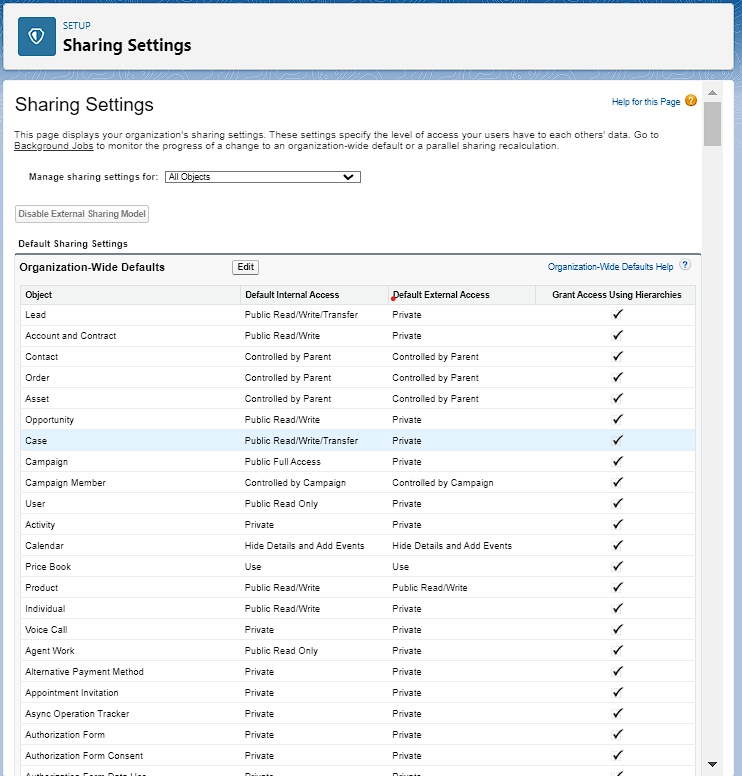 SETUP
Sharing Settings
Sharing Settings
Help for this Page ?
This page displays your organization's sharing settings. These settings specify the level of access your users have to each others' data. Go to
Background Jobs to monitor the progress of a change to an organization-wide default or a parallel sharing recalculation.
Manage sharing settings for: All Objects
Disable External Sharing Model
Default Sharing Settings
Organization-Wide Defaults Edit Organization-Wide Defaults Help ?
Object Default Internal Access Default External Access Grant Access Using Hierarchies
Lead Public Read/Write/Transfer Private ✓
Account and Contract Public Read/Write Private ✓
Contact Controlled by Parent Controlled by Parent ✓
Order Controlled by Parent Controlled by Parent ✓
Asset Controlled by Parent Controlled by Parent ✓
Opportunity Public Read/Write Private ✓
Case Public Read/Write/Transfer Private ✓
Campaign Public Full Access Private ✓
Campaign Member Controlled by Campaign Controlled by Campaign ✓
User Public Read Only Private ✓
Activity Private Private ✓
Calendar Hide Details and Add Events Hide Details and Add Events ✓
Price Book Use Use ✓
Product Public Read/Write Public Read/Write ✓
Individual Public Read/Write Private ✓
Voice Call Private Private ✓
Agent Work Public Read Only Private ✓
Alternative Payment Method Private Private ✓
Appointment Invitation Private Private ✓
Async Operation Tracker Private Private ✓
Authorization Form Private Private ✓
Authorization Form Consent Private Private ✓